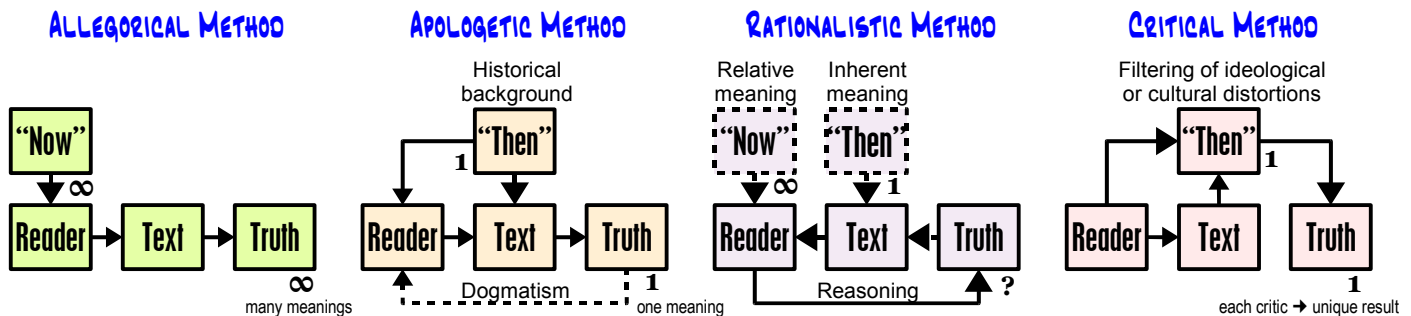 ALLEGORICAL METHOD
“Now”
∞
Reader
Text
Truth
∞
many meanings
APOLOGETIC METHOD
Historical
background
“Then”
1
Reader
Text
Truth
Dogmatism
1
one meaning
RATIONALISTIC METHOD
Relative
meaning
Inherent
meaning
“Now”
“Then”
∞
1
Reader
Text
Truth
Reasoning
?
CRITICAL METHOD
Filtering of ideological
or cultural distortions
“Then”
1
Reader
Text
Truth
1
each critic → unique result